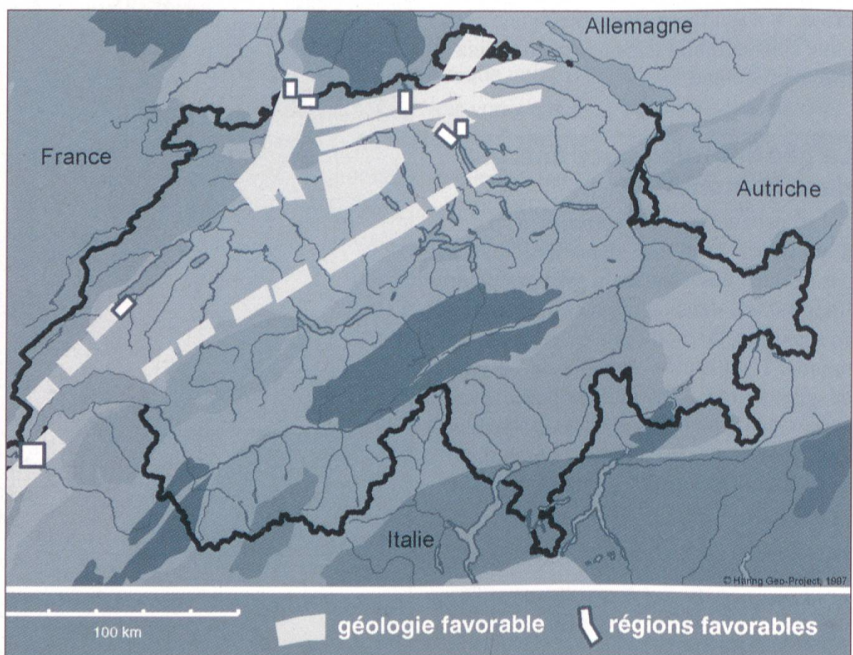 Allemagne
France
Autriche
Italie
© Häring Geo-Project, 1997
100 km
géologie favorable
régions favorables